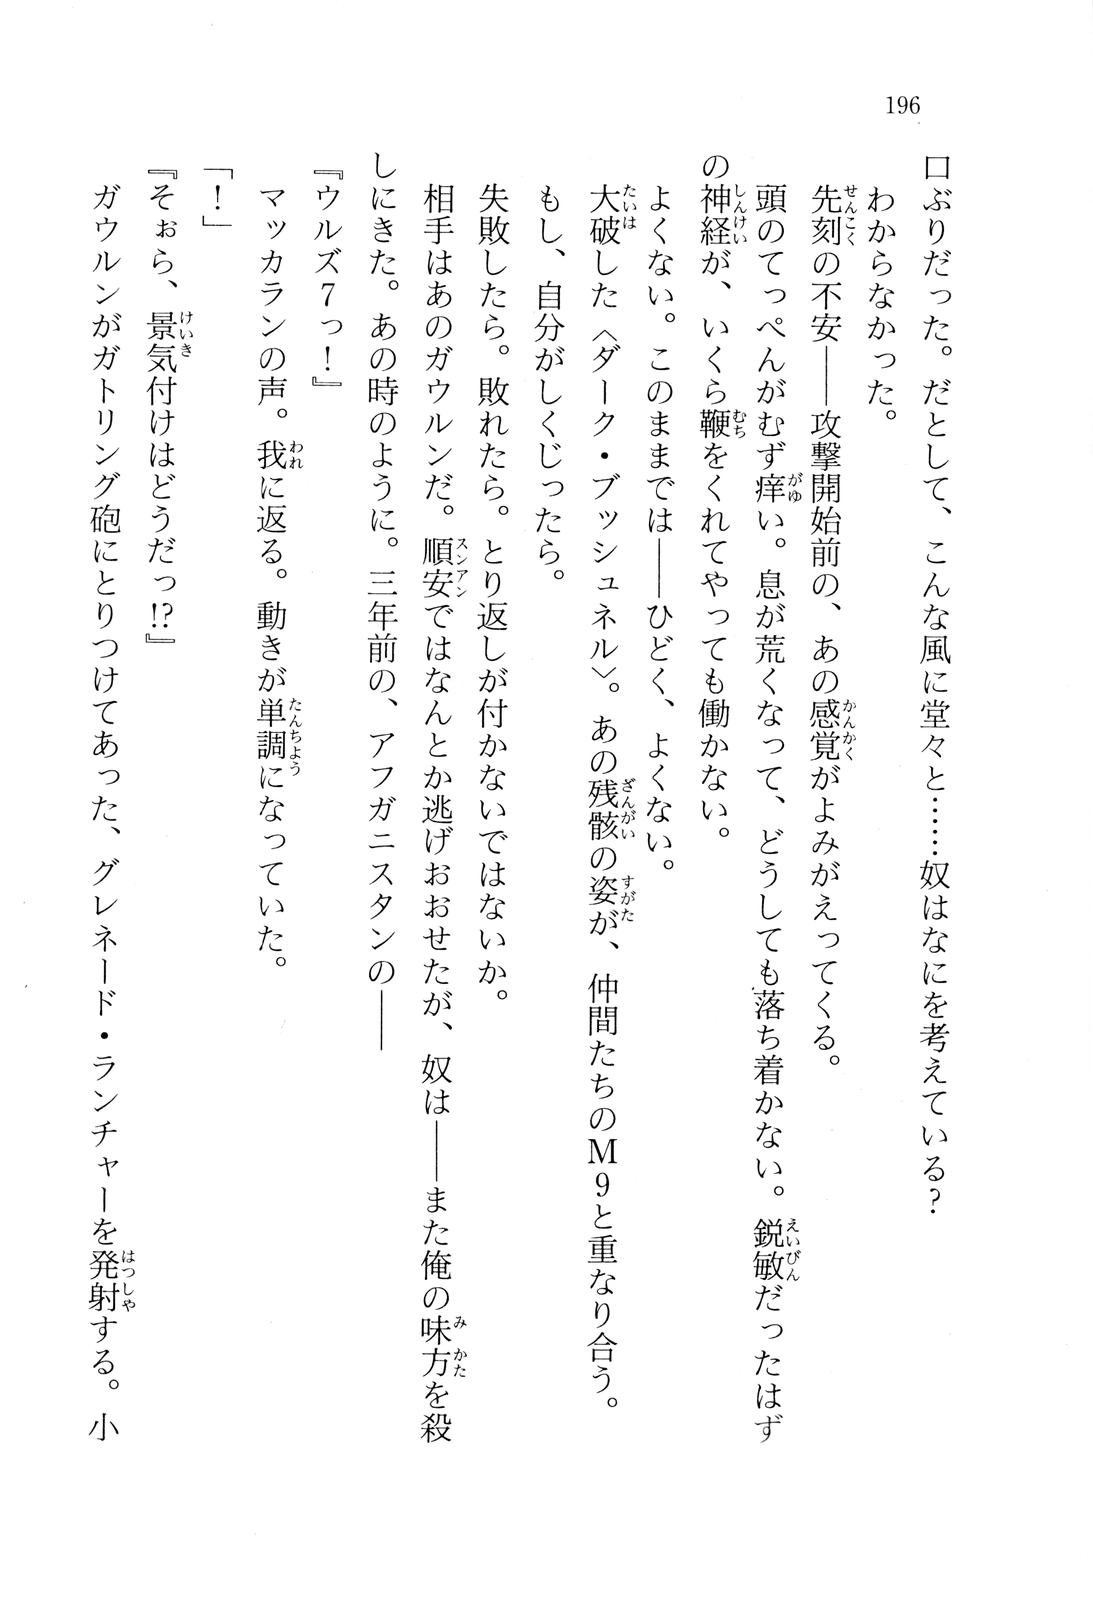 196
口ぶりだった。だとして、こんな風に堂々と……奴はなにを考えている?
わからなかった。
先刻の不安――攻撃開始前の、あの感覚がよみがえってくる。
頭のてっぺんがむず痒い。息が荒くなって、どうしても落ち着かない。鋭敏だったはず
の神経が、いくら鞭をくれてやっても働かない。
よくない。このままでは――ひどく、よくない。
大破した〈ダーク・ブッシュネル〉。あの残骸の姿が、仲間たちのM9と重なり合う。
もし、自分がしくじったら。
失敗したら。敗れたら。とり返しが付かないではないか。
相手はあのガウルンだ。順安ではなんとか逃げおおせたが、奴は――また俺の味方を殺
しにきた。あの時のように。三年前の、アフガニスタンの――
『ウルズ7っ!』
マッカランの声。我に返る。動きが単調になっていた。
「!」
『そぉら、景気付けはどうだっ!?』
ガウルンがガトリング砲にとりつけてあった、グレネード・ランチャーを発射する。小